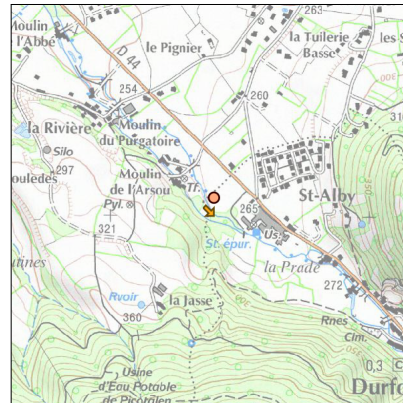 Moulin
l'Abbé
D 44
le Pignier
263
la Tuilerie
Basse
les S
254
260
la Rivière
Moulin
du Purgatoire
Silo
297
Moulin
de l'Arsou
Tr.
Pyl.
321
St-Alby
265
Us.
St. épur.
la Prade
272
Rvoir
la Jasse
360
Rnes
Cim.
Usine
d'Eau Potable
de Picotalen
0,3
Durfo